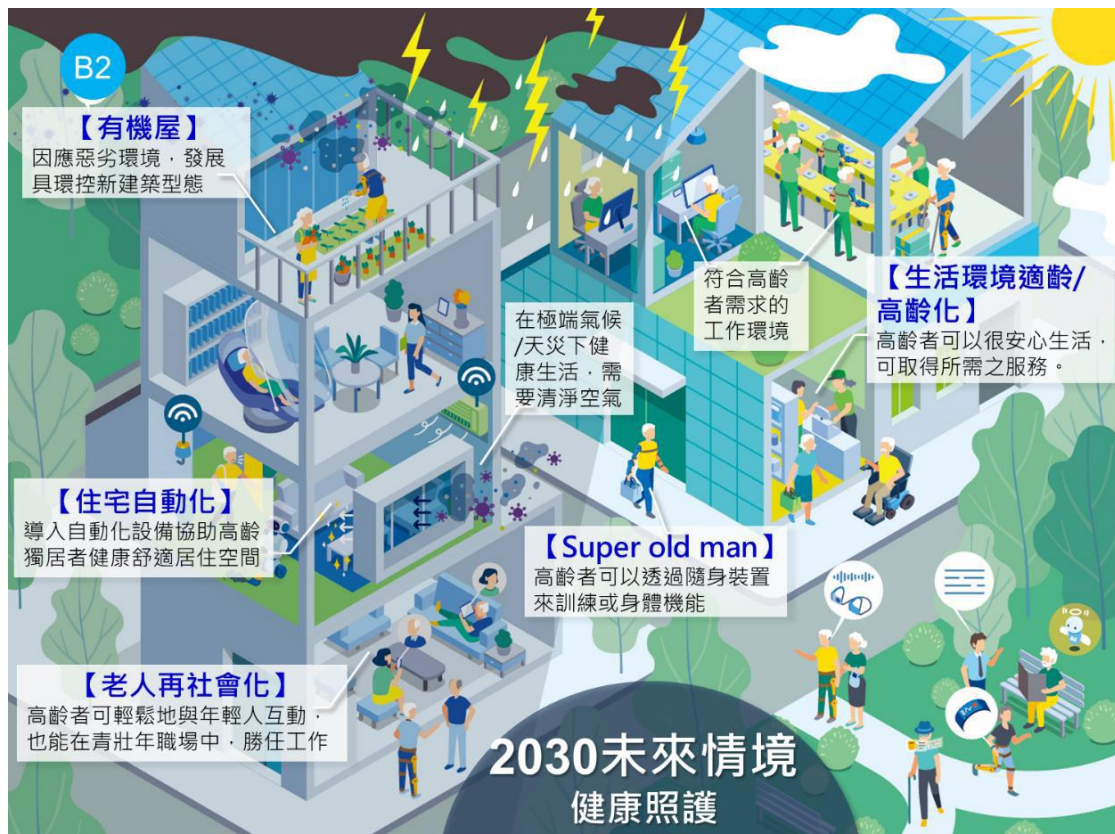 B2
【有機屋】
因應惡劣環境，發展
具環控新建築型態
在極端氣候
/天災下健
康生活，需
要清淨空氣
符合高齡
者需求的
工作環境
【生活環境適齡/
高齡化】
高齡者可以很安心生活，
可取得所需之服務。
【住宅自動化】
導入自動化設備協助高齡
獨居者健康舒適居住空間
【Super old man】
高齡者可以透過隨身裝置
來訓練或身體機能
【老人再社會化】
高齡者可輕鬆地與年輕人互動，
也能在青壯年職場中，勝任工作
2030未來情境
健康照護